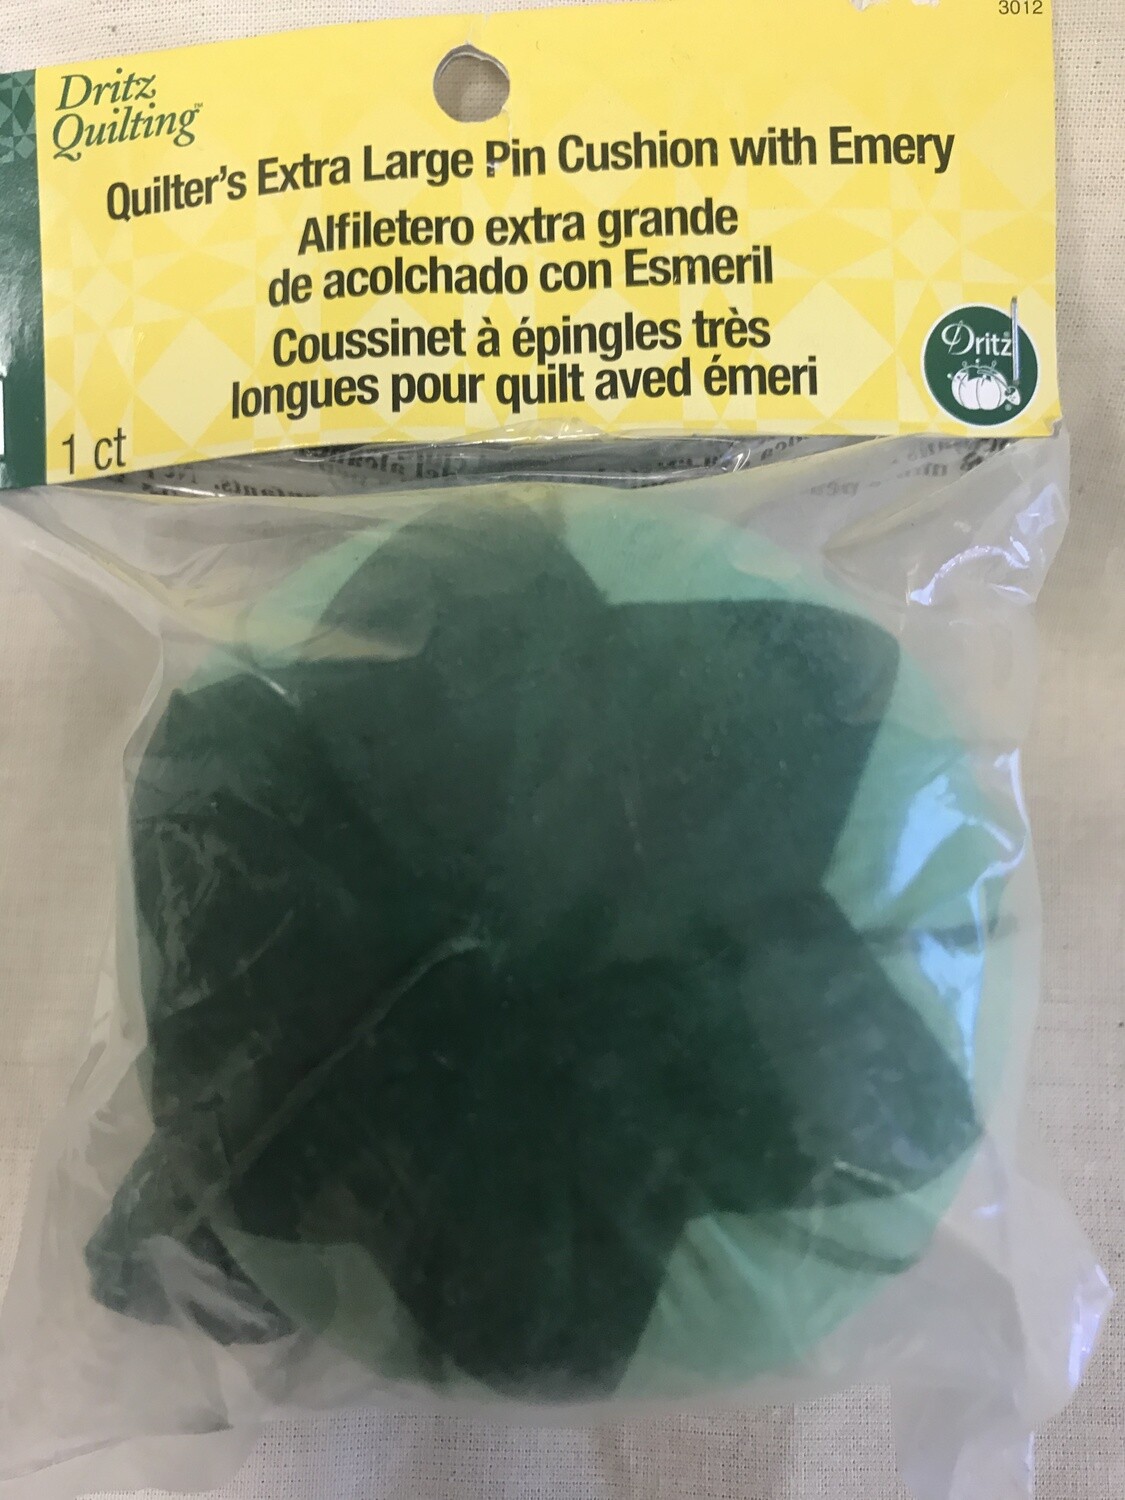 3012
Dritz
Quilting™
Quilter's Extra Large Pin Cushion with Emery
Alfiletero extra grande
de acolchado con Esmeril
Coussinet à épingles très
longues pour quilt aved émeri
Dritz
1 ct